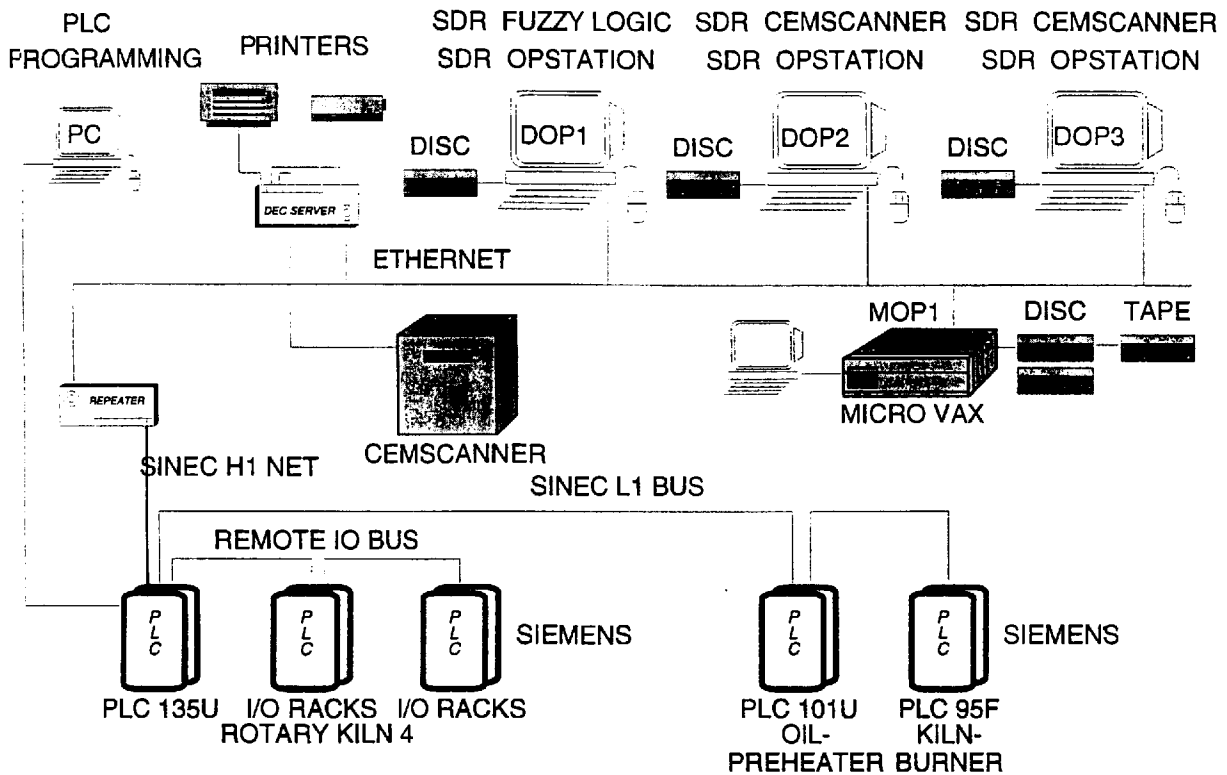 PLC
PROGRAMMING
PRINTERS
SDR FUZZY LOGIC
SDR OPSTATION
SDR CEMSCANNER
SDR OPSTATION
SDR CEMSCANNER
SDR OPSTATION
PC
DISC
DOP1
DISC
DOP2
DISC
DOP3
DEC SERVER
ETHERNET
MOP1
DISC
TAPE
REPEATER
MICRO VAX
CEMSCANNER
SINEC H1 NET
SINEC L1 BUS
REMOTE IO BUS
PLC
PLC
PLC
SIEMENS
PLC
PLC
SIEMENS
PLC 135U
I/O RACKS
I/O RACKS
ROTARY KILN 4
PLC 101U
OIL-
PREHEATER
PLC 95F
KILN-
BURNER